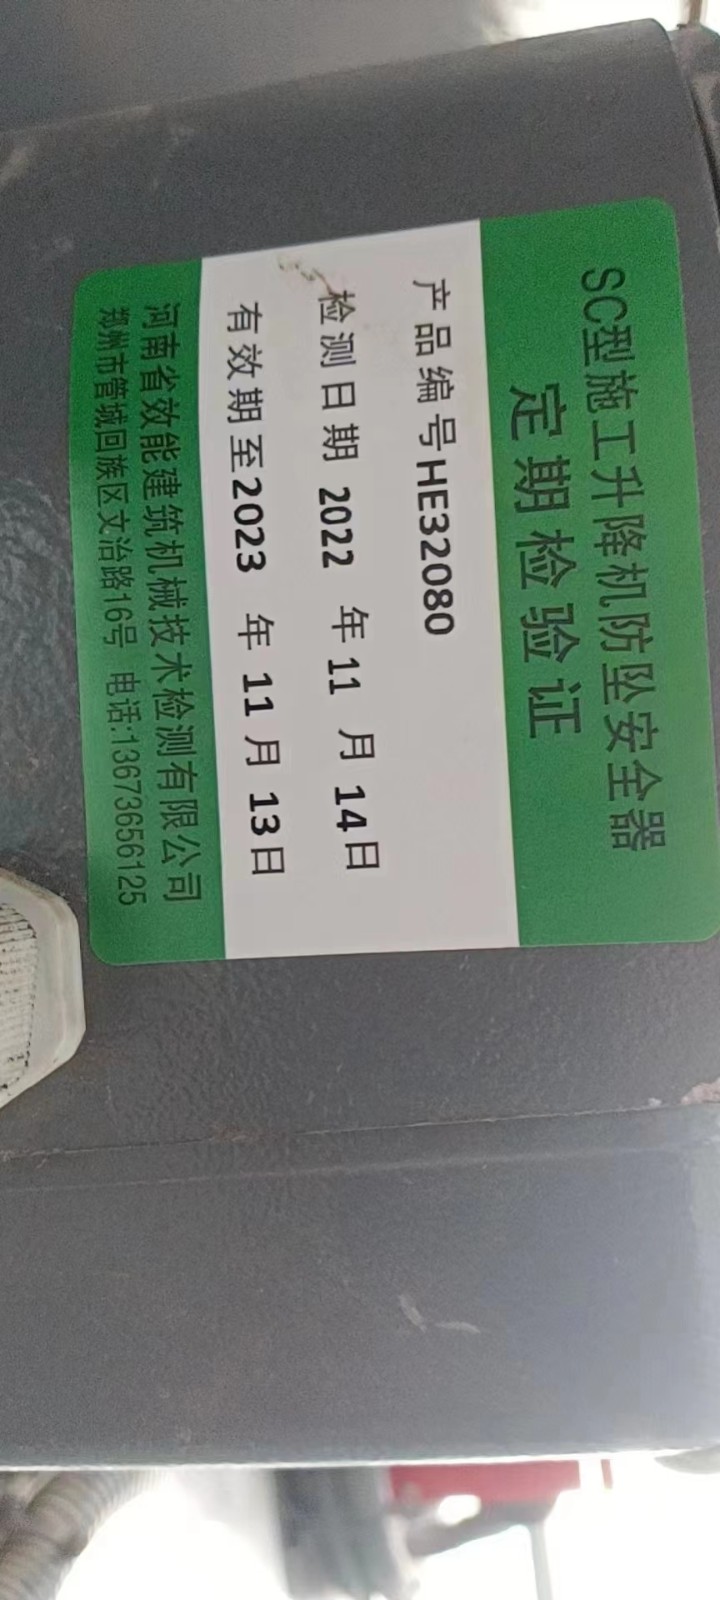 SC型施工升降机防坠安全器
定期检验证
产品编号HE32080
检测日期 2022 年 11 月 14日
有效期至2023 年 11 月 13日
河南省效能建筑机械技术检测有限公司
郑州市管城回族区文治路16号 电话:13673656125